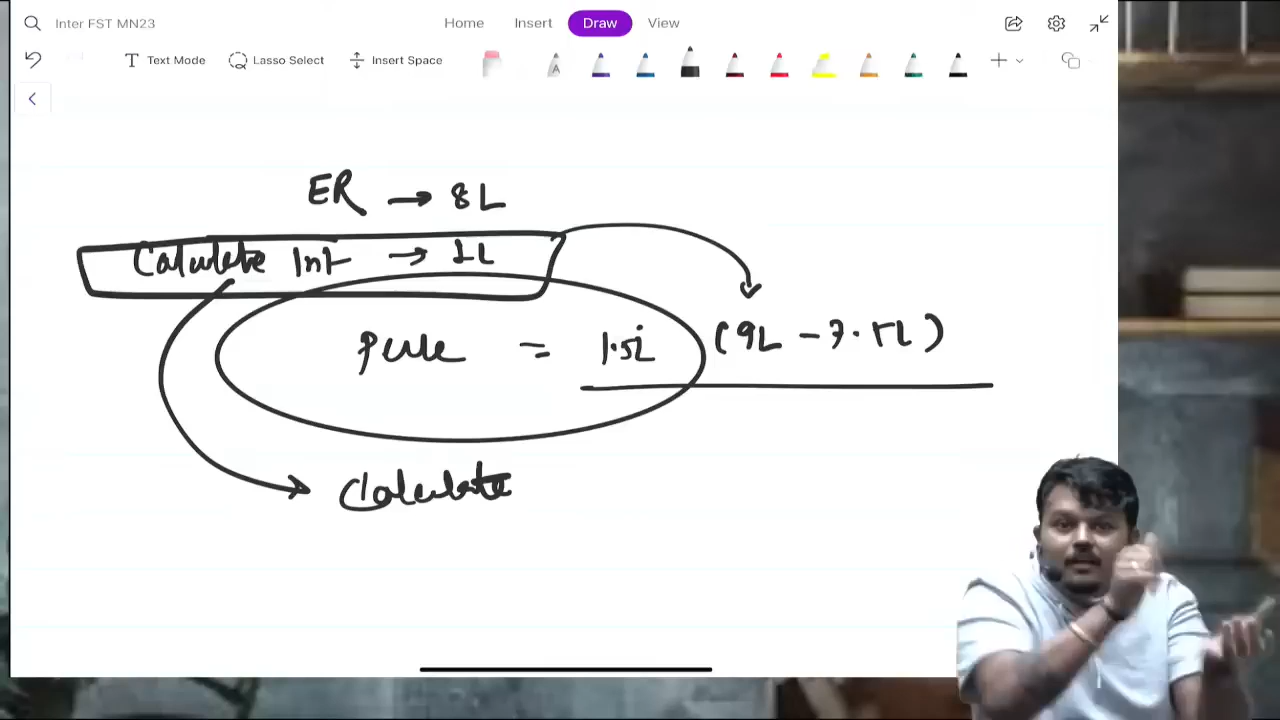 Inter FST MN23
Home Insert Draw View
Text Mode Lasso Select Insert Space
A
ER → 8L
Calculate Int → 1L
= 1.5L (9L - 7.5L)
Calculate